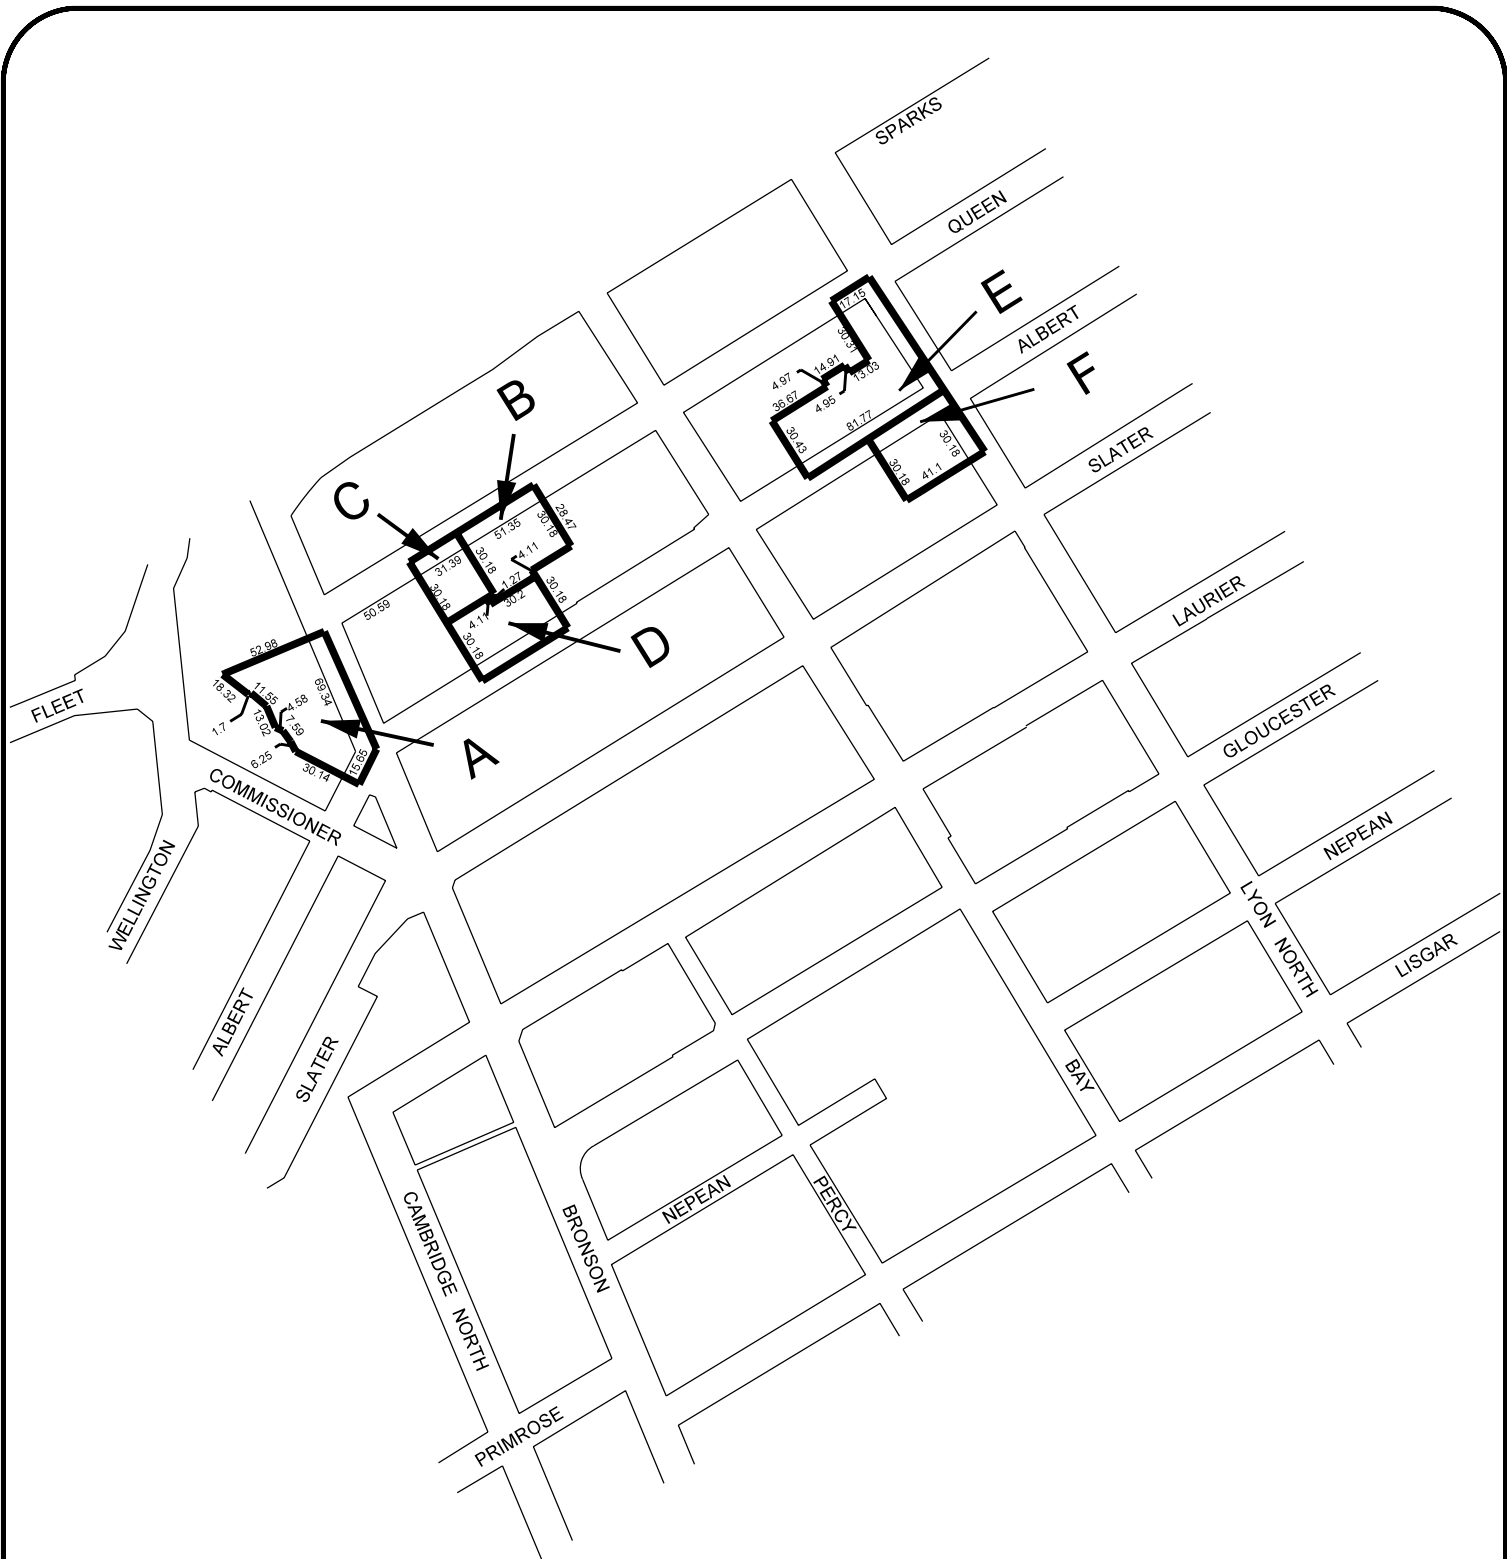 SPARKS
QUEEN
E
17.15
ALBERT
30.31
F
14.91
4.97
13.03
B
36.67
4.95
81.77
30.43
30.18
SLATER
41.1
30.18
C
28.47
30.18
51.35
4.11
30.18
31.39
1.27
30.18
30.2
30.18
LAURIER
50.59
4.11
30.18
D
52.98
69.34
18.32
11.55
4.58
FLEET
1.7
13.02
7.59
GLOUCESTER
6.25
30.14
15.65
A
COMMISSIONER
NEPEAN
WELLINGTON
LYON NORTH
LISGAR
ALBERT
SLATER
BAY
NEPEAN
PERCY
CAMBRIDGE NORTH
BRONSON
PRIMROSE